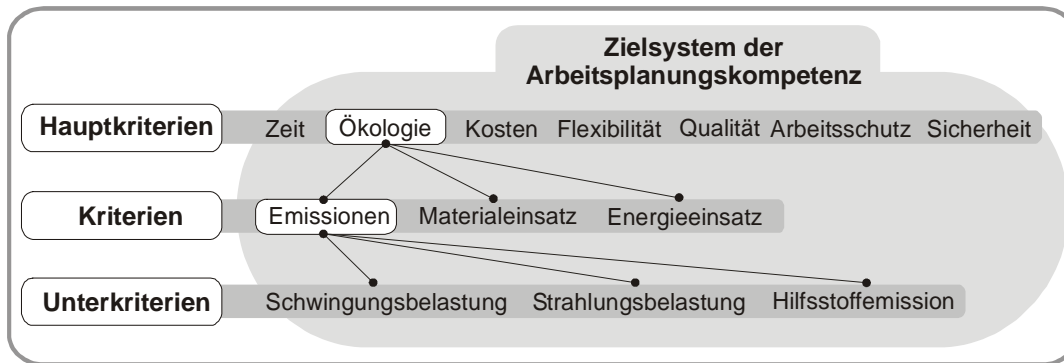 Zielsystem der
Arbeitsplanungskompetenz
Hauptkriterien Zeit Ökologie Kosten Flexibilität Qualität Arbeitsschutz Sicherheit
Kriterien Emissionen Materialeinsatz Energieeinsatz
Unterkriterien Schwingungsbelastung Strahlungsbelastung Hilfsstoffemission